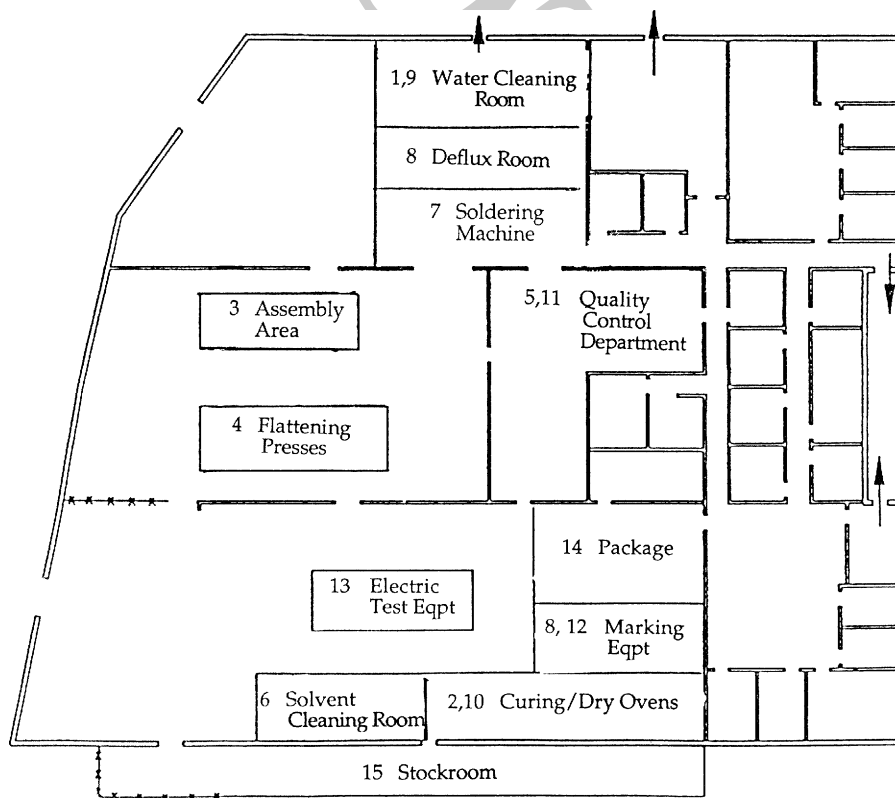 1,9 Water Cleaning
Room
8 Deflux Room
7 Soldering
Machine
3 Assembly
Area
5,11 Quality
Control
Department
4 Flattening
Presses
14 Package
13 Electric
Test Eqpt
8, 12 Marking
Eqpt
6 Solvent
Cleaning Room
2,10 Curing/Dry Ovens
15 Stockroom